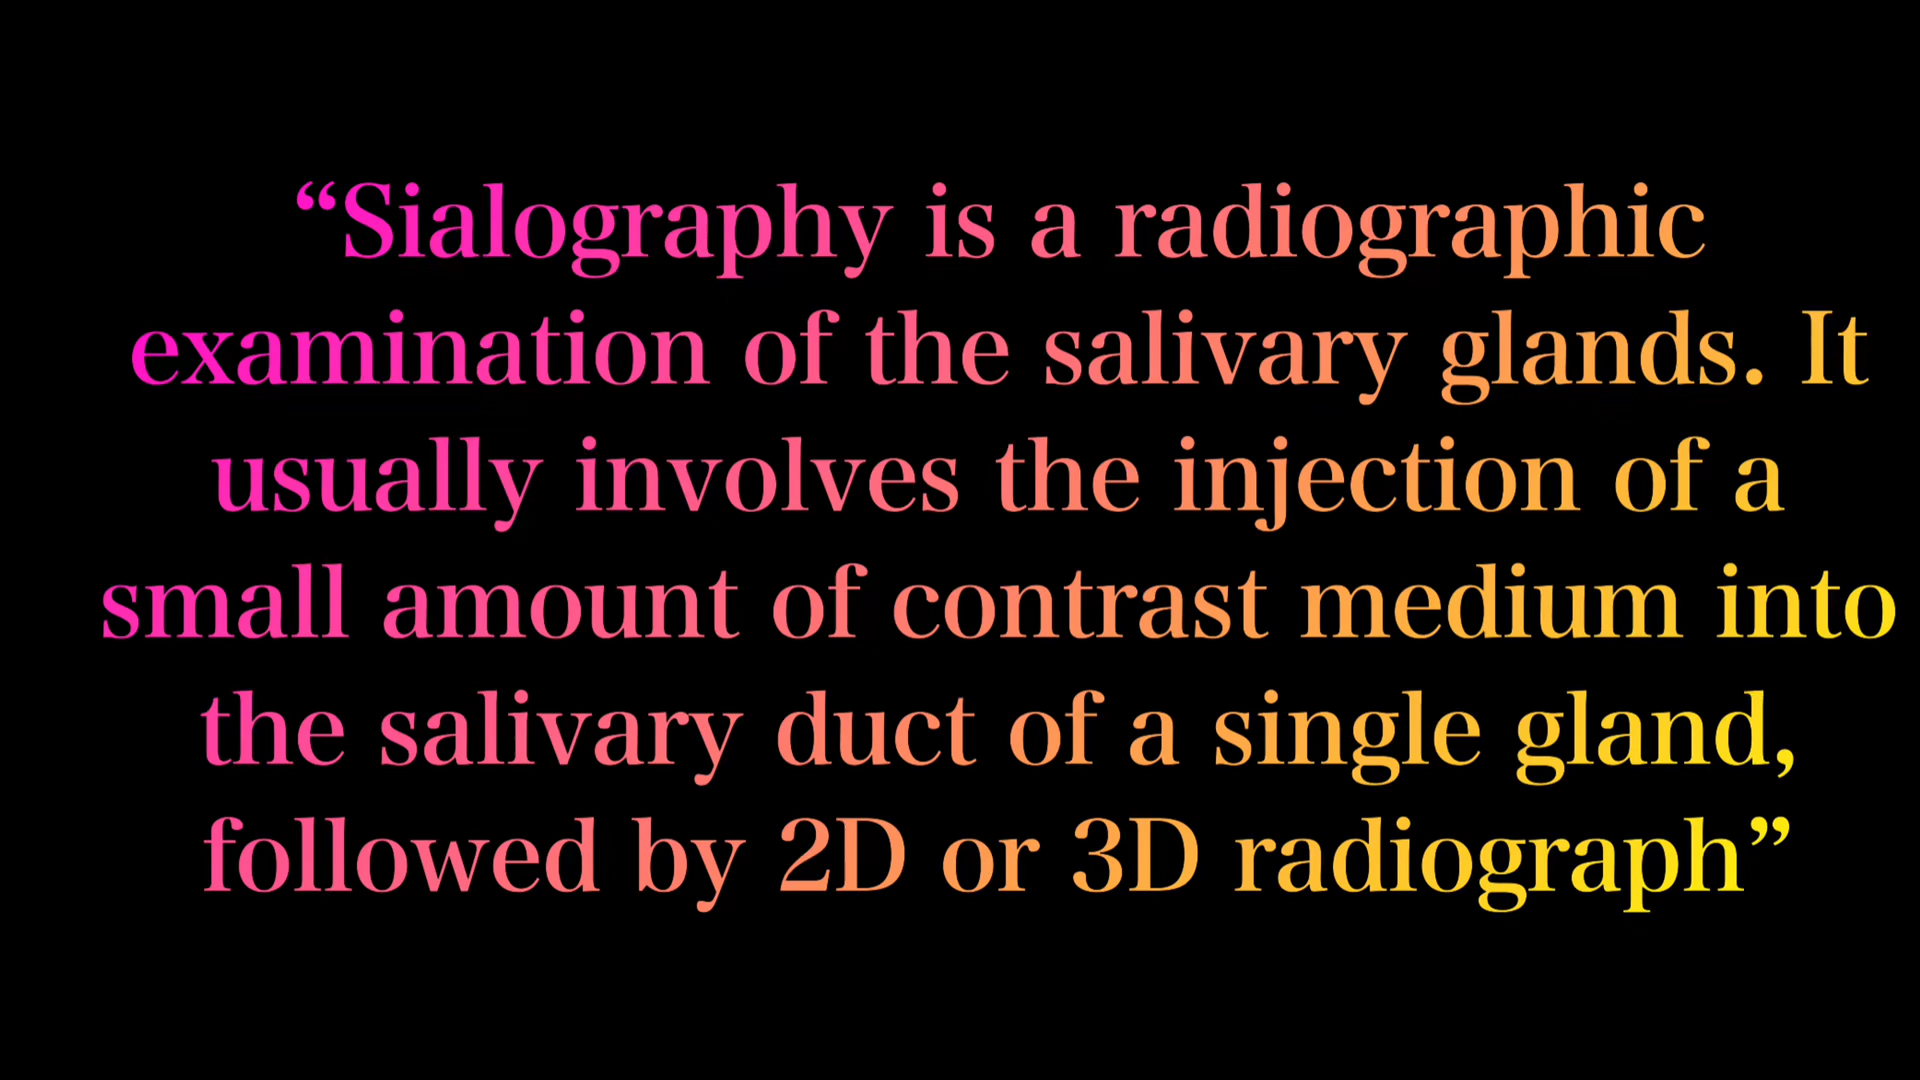 “Sialography is a radiographic
examination of the salivary glands. It
usually involves the injection of a
small amount of contrast medium into
the salivary duct of a single gland,
followed by 2D or 3D radiograph”